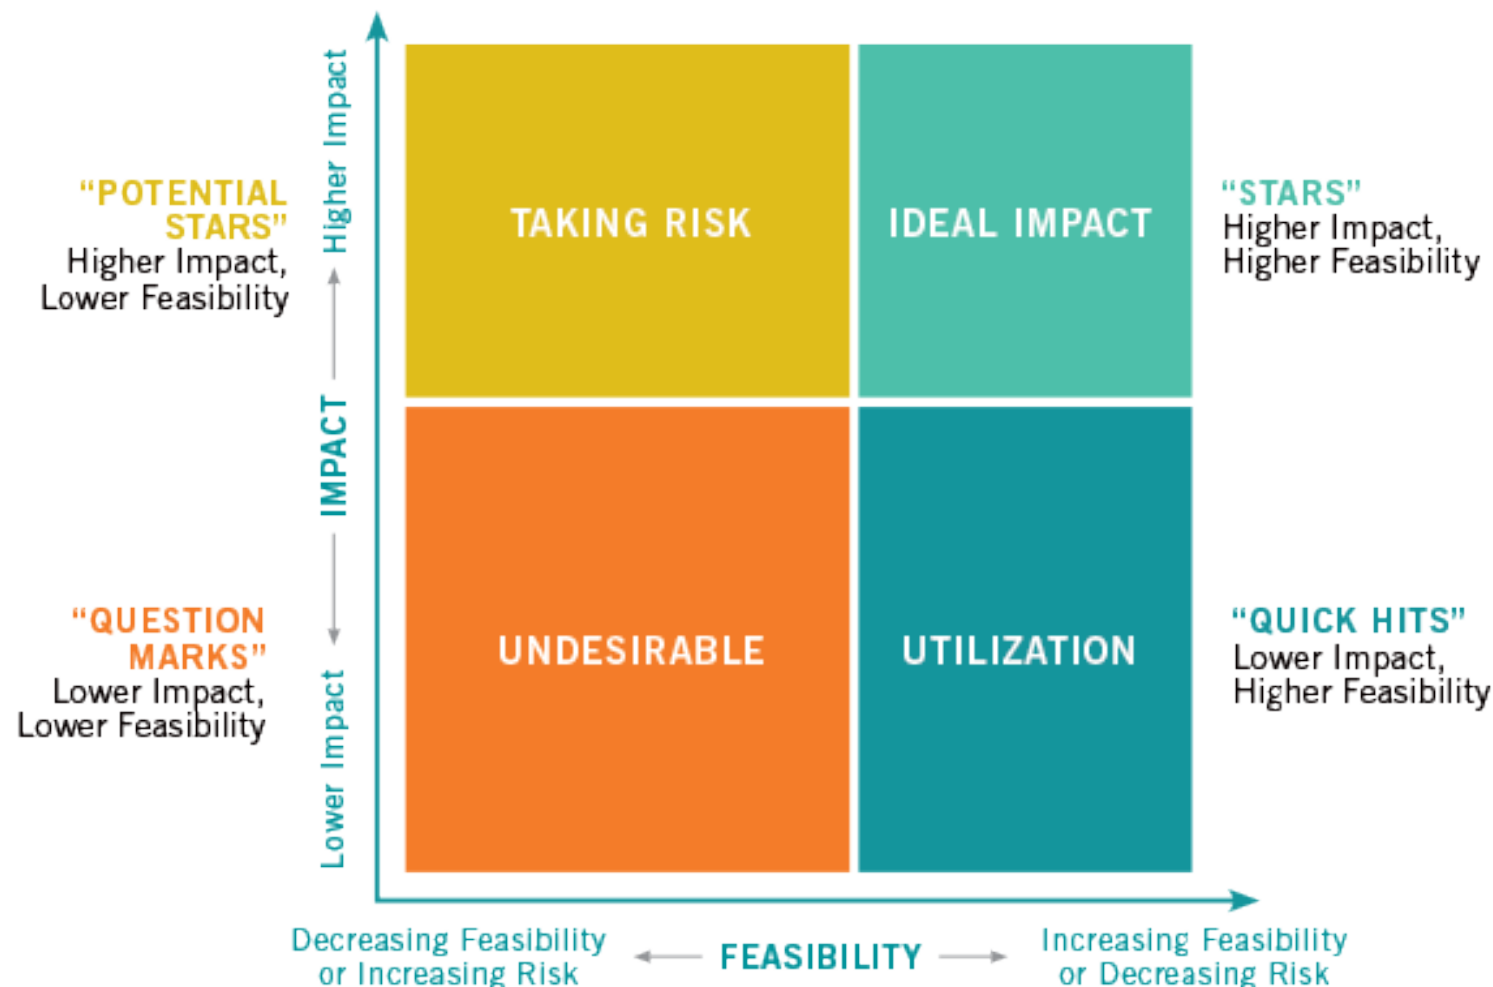 Higher Impact
“POTENTIAL
STARS”
Higher Impact,
Lower Feasibility
TAKING RISK
IDEAL IMPACT
“STARS”
Higher Impact,
Higher Feasibility
IMPACT
“QUESTION
MARKS”
Lower Impact,
Lower Feasibility
Lower Impact
UNDESIRABLE
UTILIZATION
“QUICK HITS”
Lower Impact,
Higher Feasibility
Decreasing Feasibility
or Increasing Risk
FEASIBILITY
Increasing Feasibility
or Decreasing Risk